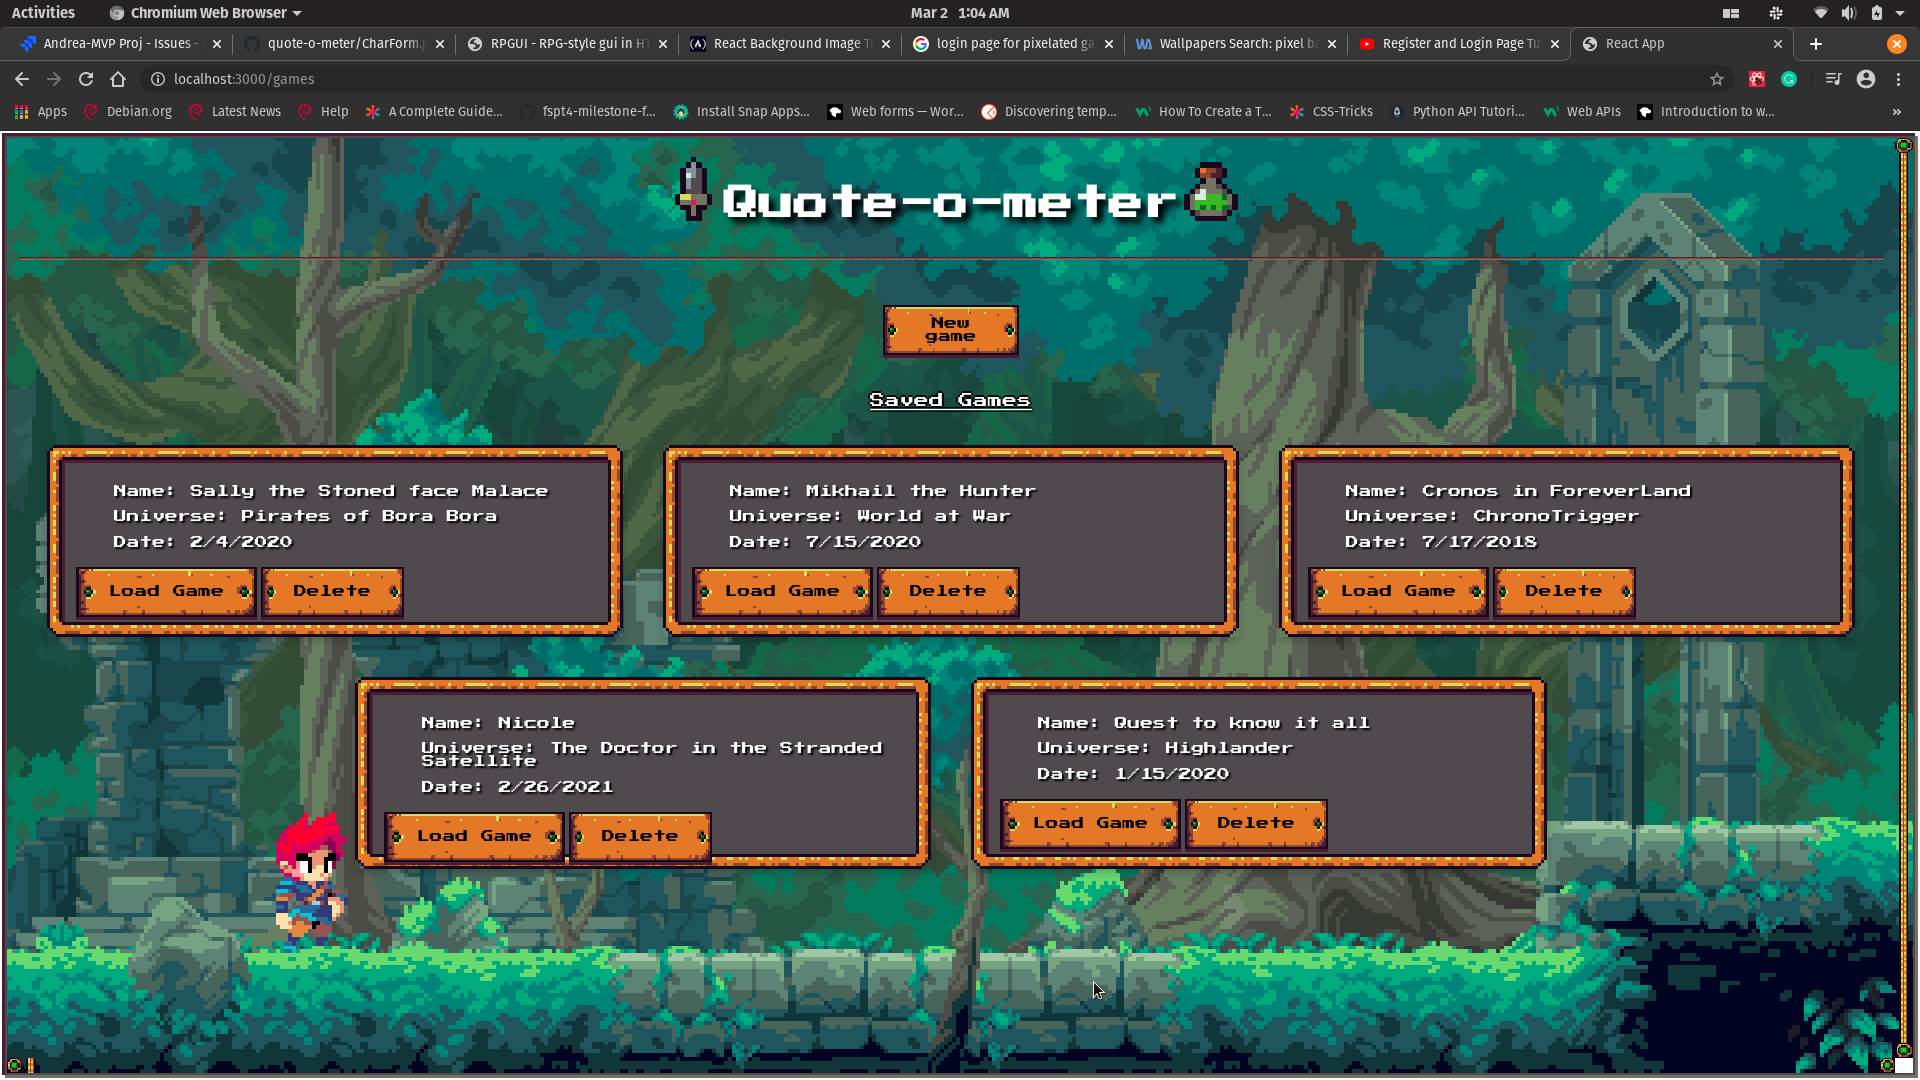 Activities
Chromium Web Browser
Mar 2 1:04 AM
Andrea-MVP Proj - Issues -
quote-o-meter/CharForm.j
RPGUI - RPG-style gui in HT
React Background Image T
login page for pixelated ga
Wallpapers Search: pixel b
Register and Login Page Tu
React App
localhost:3000/games
Apps
Debian.org
Latest News
Help
A Complete Guide...
fspt4-milestone-f...
Install Snap Apps...
Web forms — Wor...
Discovering temp...
How To Create a T...
CSS-Tricks
Python API Tutori...
Web APIs
Introduction to w...
»
Quote-o-meter
New
game
Saved Games
Name: Sally the Stoned face Malace
Universe: Pirates of Bora Bora
Date: 2/4/2020
Load Game
Delete
Name: Mikhail the Hunter
Universe: World at War
Date: 7/15/2020
Load Game
Delete
Name: Cronos in ForeverLand
Universe: ChronoTrigger
Date: 7/17/2018
Load Game
Delete
Name: Nicole
Universe: The Doctor in the Stranded
Satellite
Date: 2/26/2021
Load Game
Delete
Name: Quest to know it all
Universe: Highlander
Date: 1/15/2020
Load Game
Delete